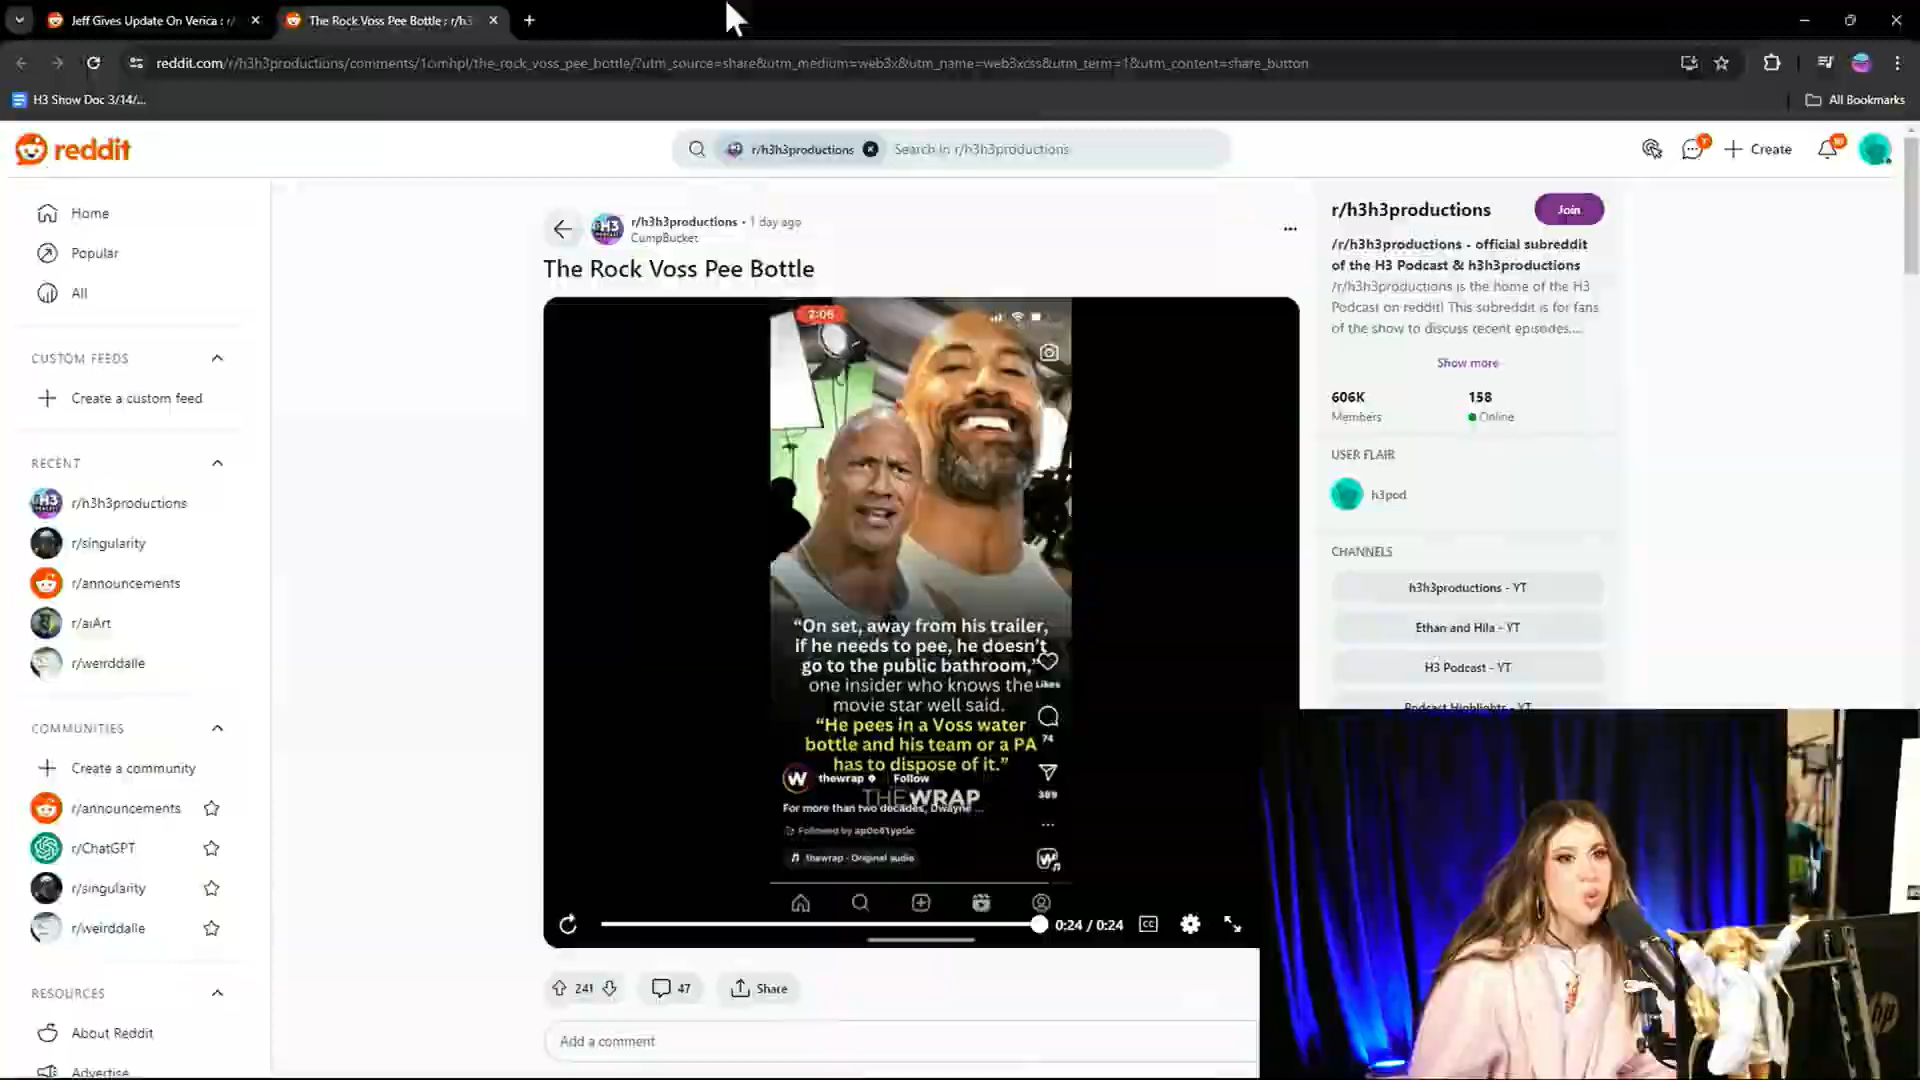 Jeff Gives Update On Verica : r/
The Rock Voss Pee Bottle : r/h3
reddit.com/r/h3h3productions/comments/1omhpl/the_rock_voss_pee_bottle/?utm_source=share&utm_medium=web3x&utm_name=web3xcss&utm_term=1&utm_content=share_button
H3 Show Doc 3/14/...
All Bookmarks
reddit
r/h3h3productions
Search in r/h3h3productions
Create
Home
Popular
All
CUSTOM FEEDS
Create a custom feed
RECENT
r/h3h3productions
r/singularity
r/announcements
r/aiArt
r/weirddalle
COMMUNITIES
Create a community
r/announcements
r/ChatGPT
r/singularity
r/weirddalle
RESOURCES
About Reddit
Advertise
r/h3h3productions • 1 day ago
CumpBucket
The Rock Voss Pee Bottle
2:06
“On set, away from his trailer,
if he needs to pee, he doesn’t
go to the public bathroom,”
one insider who knows the
movie star well said.
“He pees in a Voss water
bottle and his team or a PA
has to dispose of it.”
Likes
74
389
W thewrap Follow
THEWRAP
For more than two decades, Dwayne ...
Followed by ap0c61yptic
thewrap · Original audio
0:24 / 0:24
CC
241
47
Share
Add a comment
r/h3h3productions
Join
/r/h3h3productions - official subreddit
of the H3 Podcast & h3h3productions
/r/h3h3productions is the home of the H3
Podcast on reddit! This subreddit is for fans
of the show to discuss recent episodes....
Show more
606K
Members
158
Online
USER FLAIR
h3pod
CHANNELS
h3h3productions - YT
Ethan and Hila - YT
H3 Podcast - YT
Podcast Highlights - YT
hp